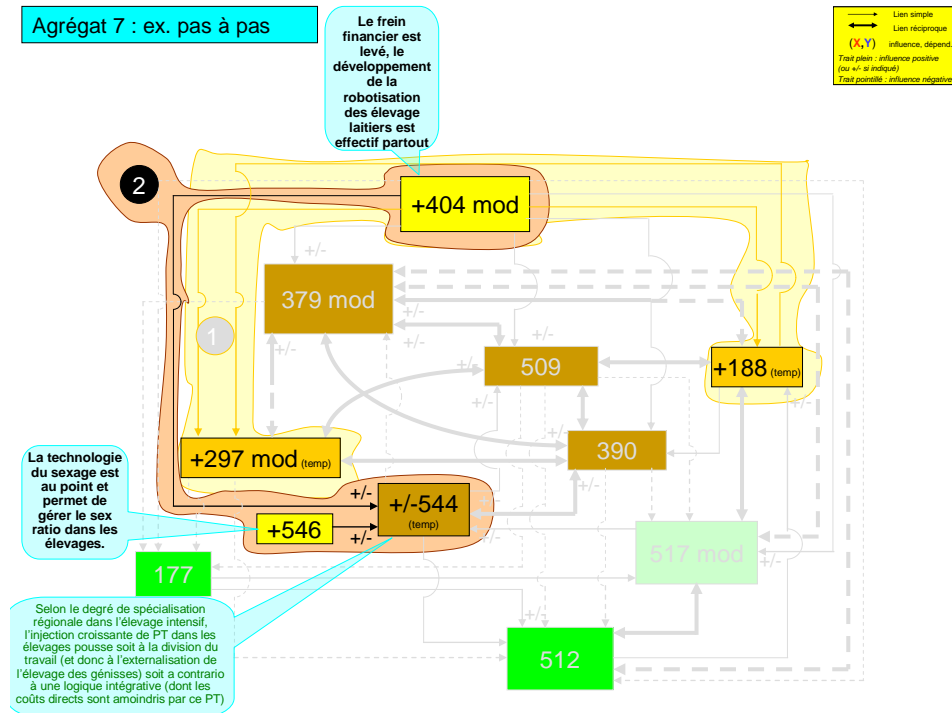 Agrégat 7 : ex. pas à pas
Le frein
financier est
levé, le
développement
de la
robotisation
des élevage
laitiers est
effectif partout
Lien simple
Lien réciproque
(X,Y) influence, dépend.
Trait plein : influence positive
(ou +/- si indiqué)
Trait pointillé : influence négative
2
+404 mod
+/-
379 mod
1
+/-
+/-
+/-
509
+/-
+188 (temp)
+/-
+/-
390
+297 mod (temp)
La technologie
du sexage est
au point et
permet de
gérer le sex
ratio dans les
élevages.
+/-
+/-544
(temp)
+/-
+546
+/-
517 mod
+/-
177
Selon le degré de spécialisation
régionale dans l'élevage intensif,
l'injection croissante de PT dans les
élevages pousse soit à la division du
travail (et donc à l'externalisation de
l'élevage des génisses) soit a contrario
à une logique intégrative (dont les
coûts directs sont amoindris par ce PT)
+/-
512